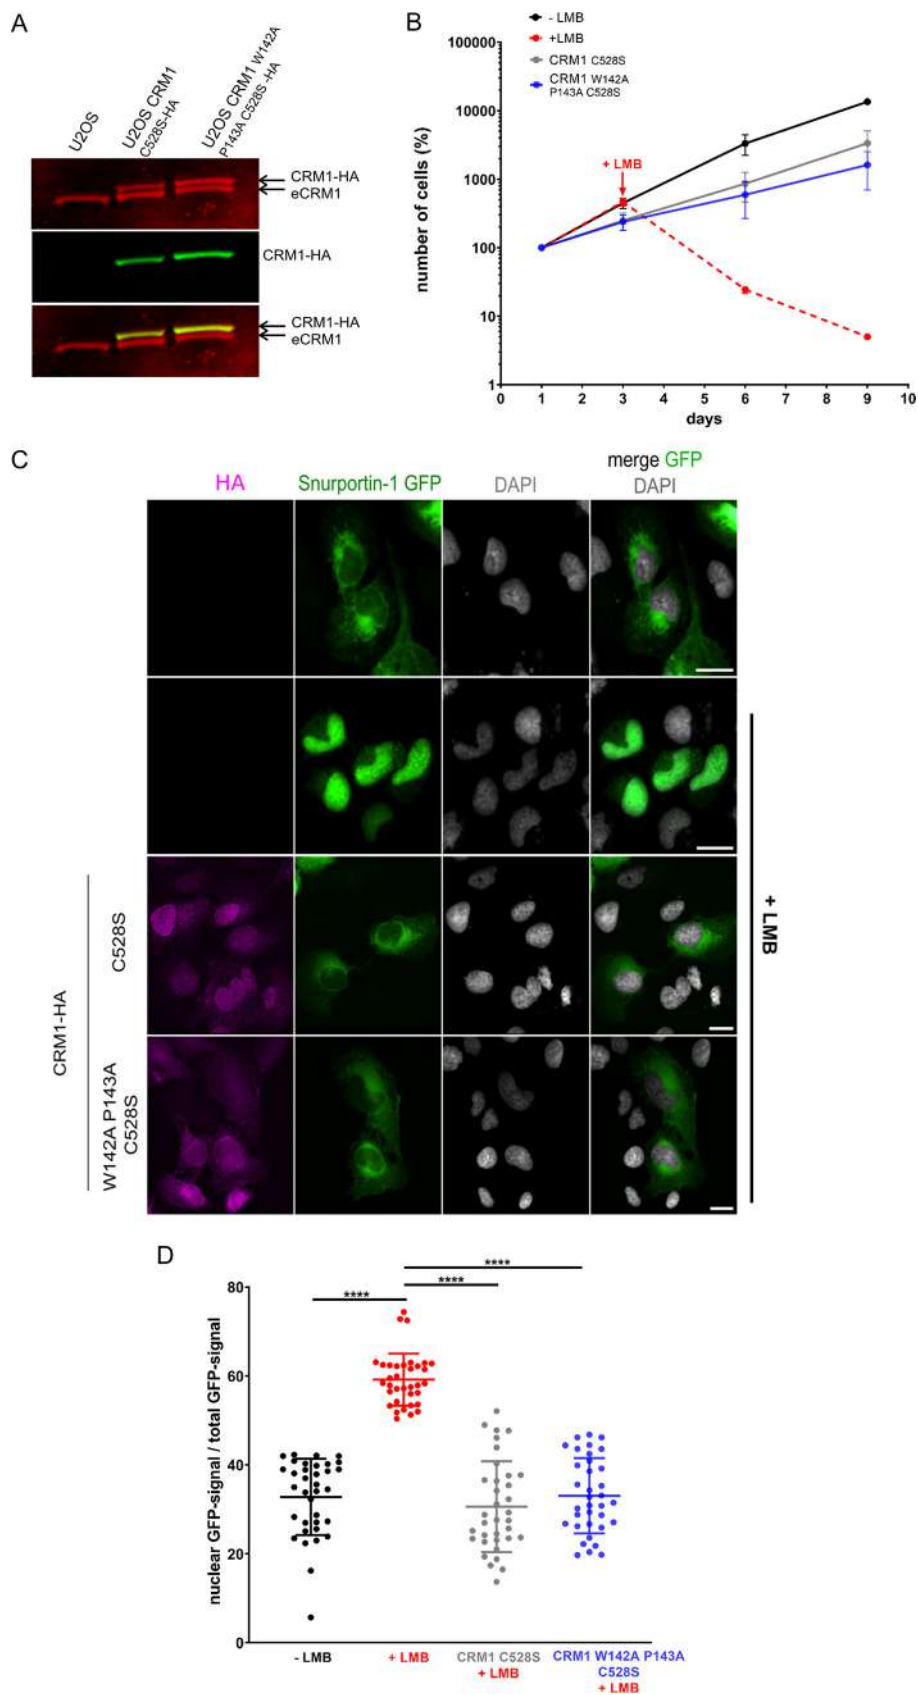 A
U2OS
U2OS CRM1
C528S-HA
U2OS CRM1 W142A
P143A C528S -HA
CRM1-HA
eCRM1
CRM1-HA
CRM1-HA
eCRM1
B
- LMB
+LMB
CRM1 C528S
CRM1 W142A
P143A C528S
number of cells (%)
100000
10000
1000
100
10
1
+ LMB
0 1 2 3 4 5 6 7 8 9 10
days
C
HA
Snurportin-1 GFP
DAPI
merge GFP
DAPI
+ LMB
CRM1-HA
C528S
W142A P143A
C528S
D
nuclear GFP-signal / total GFP-signal
80
60
40
20
0
****
****
****
- LMB
+ LMB
CRM1 C528S
+ LMB
CRM1 W142A P143A
C528S
+ LMB